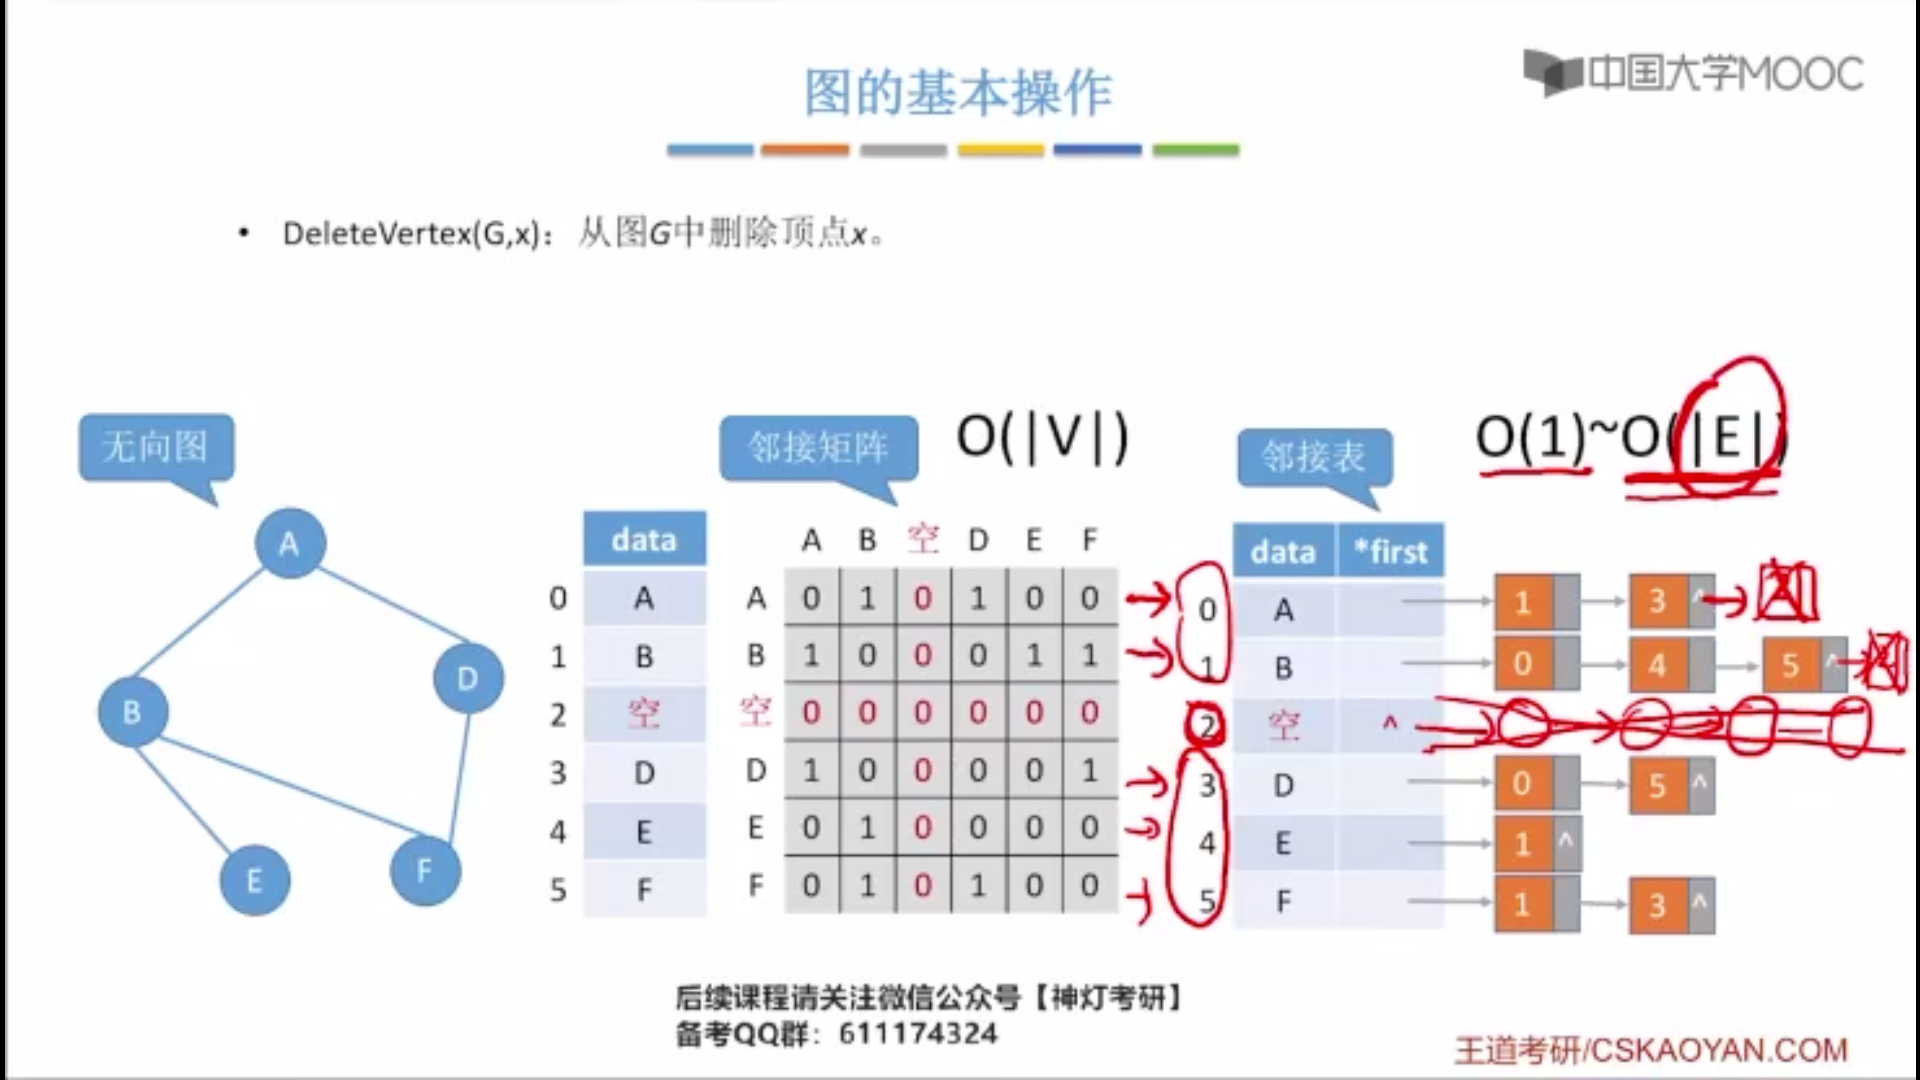 中国大学MOOC
图的基本操作
• DeleteVertex(G,x)：从图G中删除顶点x。
无向图
邻接矩阵
O(|V|)
邻接表
O(1)~O(|E|)
A
B
D
E
F
data
0 A
1 B
2 空
3 D
4 E
5 F
A B 空 D E F
A 0 1 0 1 0 0
B 1 0 0 0 1 1
空 0 0 0 0 0 0
D 1 0 0 0 0 1
E 0 1 0 0 0 0
F 0 1 0 1 0 0
data *first
0 A 1 3 ^
1 B 0 4 5 ^
2 空 ^
3 D 0 5 ^
4 E 1 ^
5 F 1 3 ^
后续课程请关注微信公众号【神灯考研】
备考QQ群：611174324
王道考研/CSKAOYAN.COM